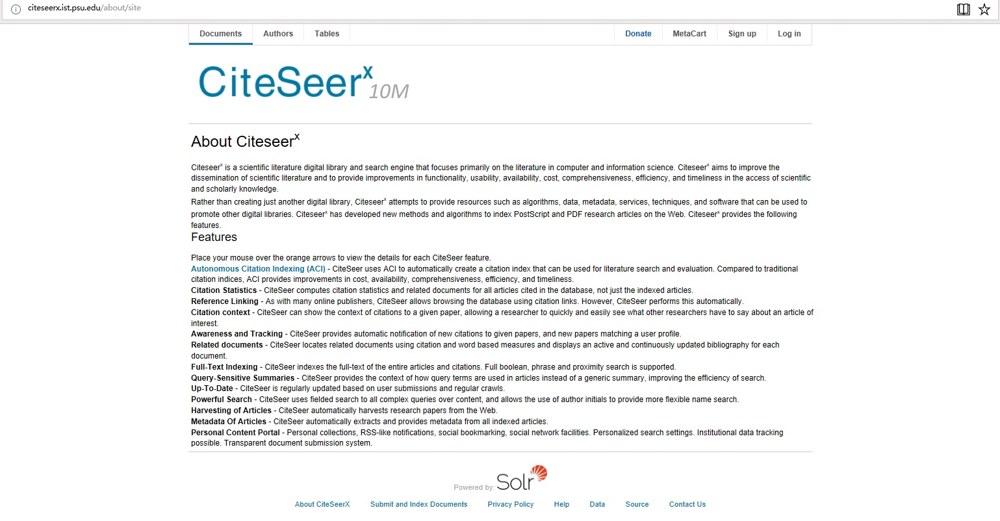 citeseerx.ist.psu.edu/about/site
Documents Authors Tables Donate MetaCart Sign up Log in
CiteSeerx 10M
About Citeseerx
Citeseerx is a scientific literature digital library and search engine that focuses primarily on the literature in computer and information science. Citeseerx aims to improve the
dissemination of scientific literature and to provide improvements in functionality, usability, availability, cost, comprehensiveness, efficiency, and timeliness in the access of scientific
and scholarly knowledge.
Rather than creating just another digital library, Citeseerx attempts to provide resources such as algorithms, data, metadata, services, techniques, and software that can be used to
promote other digital libraries. Citeseerx has developed new methods and algorithms to index PostScript and PDF research articles on the Web. Citeseerx provides the following
features.
Features
Place your mouse over the orange arrows to view the details for each CiteSeer feature.
Autonomous Citation Indexing (ACI) - CiteSeer uses ACI to automatically create a citation index that can be used for literature search and evaluation. Compared to traditional
citation indices, ACI provides improvements in cost, availability, comprehensiveness, efficiency, and timeliness.
Citation Statistics - CiteSeer computes citation statistics and related documents for all articles cited in the database, not just the indexed articles.
Reference Linking - As with many online publishers, CiteSeer allows browsing the database using citation links. However, CiteSeer performs this automatically.
Citation context - CiteSeer can show the context of citations to a given paper, allowing a researcher to quickly and easily see what other researchers have to say about an article of
interest.
Awareness and Tracking - CiteSeer provides automatic notification of new citations to given papers, and new papers matching a user profile.
Related documents - CiteSeer locates related documents using citation and word based measures and displays an active and continuously updated bibliography for each
document.
Full-Text Indexing - CiteSeer indexes the full-text of the entire articles and citations. Full boolean, phrase and proximity search is supported.
Query-Sensitive Summaries - CiteSeer provides the context of how query terms are used in articles instead of a generic summary, improving the efficiency of search.
Up-To-Date - CiteSeer is regularly updated based on user submissions and regular crawls.
Powerful Search - CiteSeer uses fielded search to all complex queries over content, and allows the use of author initials to provide more flexible name search.
Harvesting of Articles - CiteSeer automatically harvests research papers from the Web.
Metadata Of Articles - CiteSeer automatically extracts and provides metadata from all indexed articles.
Personal Content Portal - Personal collections, RSS-like notifications, social bookmarking, social network facilities. Personalized search settings. Institutional data tracking
possible. Transparent document submission system.
Powered by: Solr
About CiteSeerX Submit and Index Documents Privacy Policy Help Data Source Contact Us